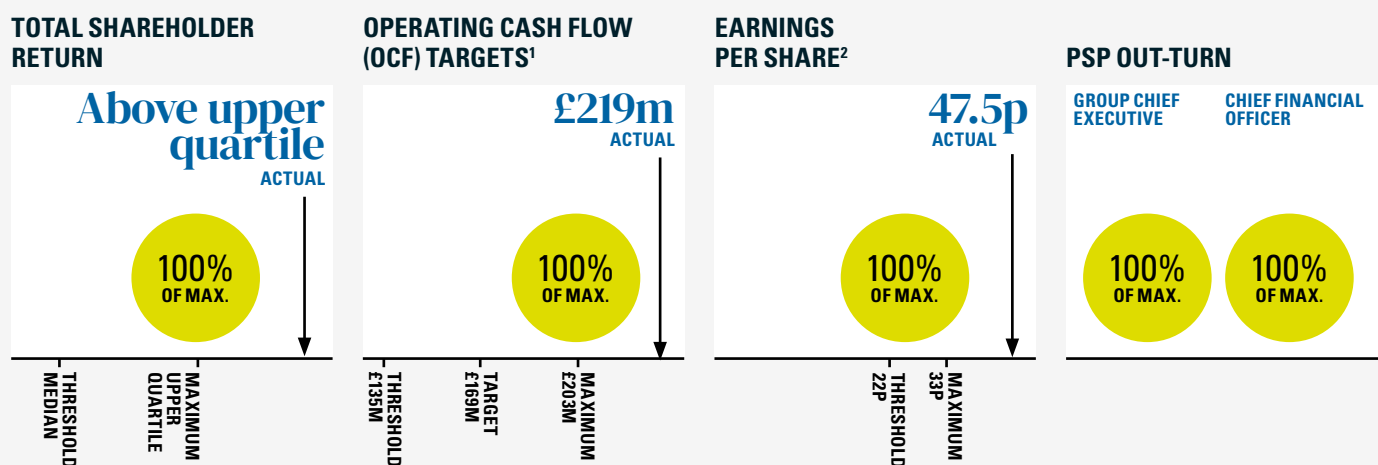 TOTAL SHAREHOLDER
RETURN
Above upper
quartile
ACTUAL
100%
OF MAX.
THRESHOLD
MEDIAN
MAXIMUM
UPPER
QUARTILE
OPERATING CASH FLOW
(OCF) TARGETS¹
£219m
ACTUAL
100%
OF MAX.
THRESHOLD
£135M
TARGET
£169M
MAXIMUM
£203M
EARNINGS
PER SHARE²
47.5p
ACTUAL
100%
OF MAX.
THRESHOLD
22P
MAXIMUM
33P
PSP OUT-TURN
GROUP CHIEF
EXECUTIVE
100%
OF MAX.
CHIEF FINANCIAL
OFFICER
100%
OF MAX.